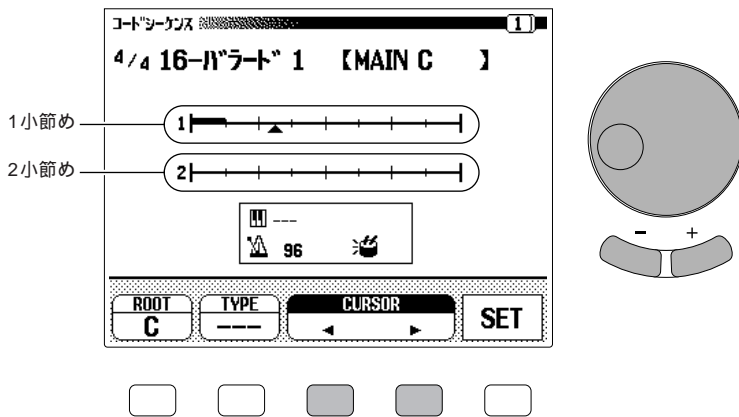 コードシーケンス 1
4/4 16-バラード 1 【MAIN C 】
1小節め 1
2小節め 2
---
96
- +
ROOT TYPE CURSOR
C --- ◄ ► SET